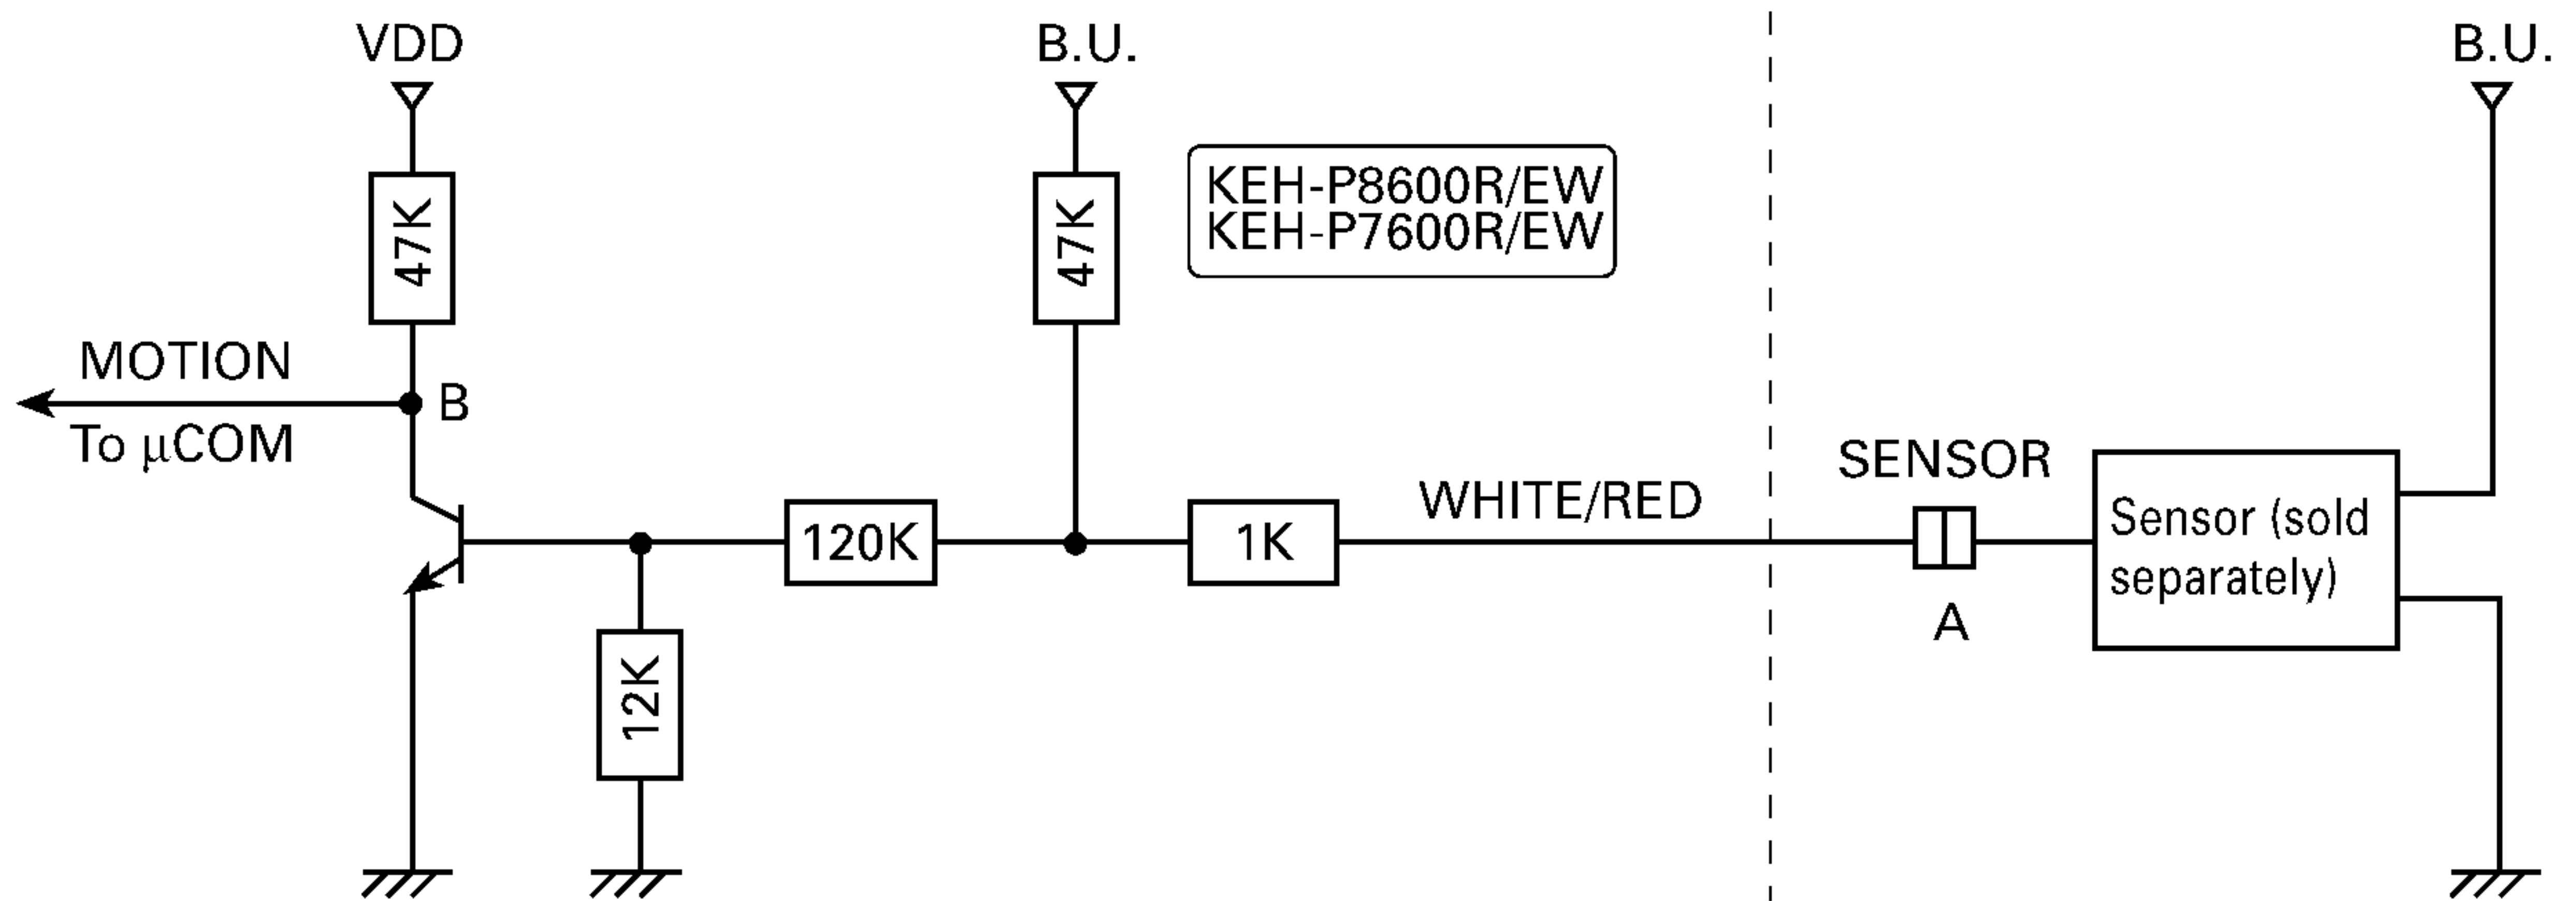 VDD
B.U.
B.U.
47K
47K
KEH-P8600R/EW
KEH-P7600R/EW
MOTION
B
To μCOM
SENSOR
WHITE/RED
120K
1K
Sensor (sold
separately)
A
12K